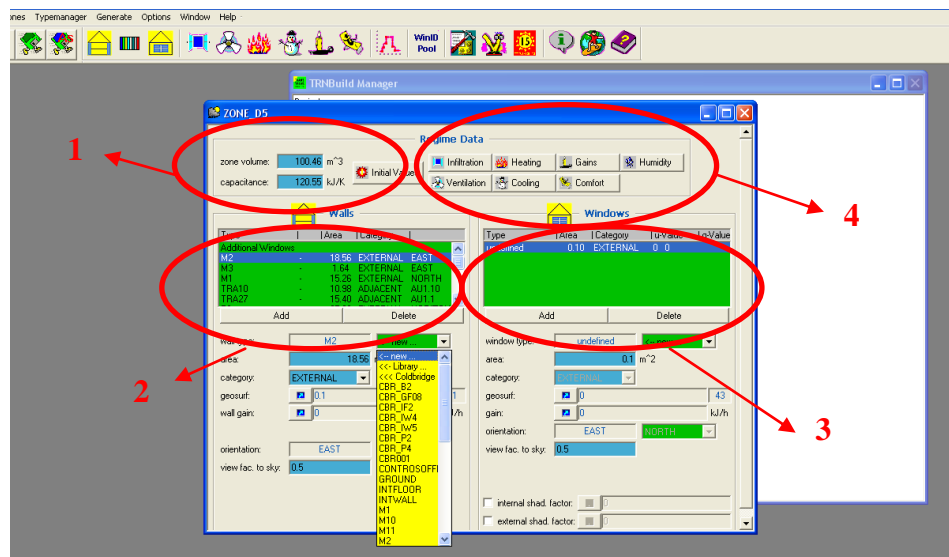 ones Typemanager Generate Options Window Help
WinID
Pool
TRNBuild Manager
ZONE_D5
Regime Data
1
zone volume: 100.46 m^3
Initial Values
capacitance: 120.55 kJ/K
Infiltration Heating Gains Humidity
Ventilation Cooling Comfort
4
Walls
Windows
Type Area Category
Additional Windows
M2 - 18.56 EXTERNAL EAST
M3 - 1.64 EXTERNAL EAST
M1 - 15.26 EXTERNAL NORTH
TRA10 - 10.98 ADJACENT AU1.10
TRA27 - 15.40 ADJACENT AU1.1
Add Delete
Type Area Category u-Value g-Value
undefined 0.10 EXTERNAL 0 0
Add Delete
2
wall type: M2 <-- new ...
area: 18.56
category: EXTERNAL
geosurf: 0.1 1
wall gain: 0 J/h
orientation: EAST
view fac. to sky: 0.5
<-- new ...
<<- Library ...
<<< Coldbridge
CBR_B2
CBR_GF08
CBR_IF2
CBR_IW4
CBR_IW5
CBR_P2
CBR_P4
CBR001
CONTROSOFFI
GROUND
INTFLOOR
INTWALL
M1
M10
M11
M2
3
window type: undefined <-- new ...
area: 0.1 m^2
category: EXTERNAL
geosurf: 0 43
gain: 0 kJ/h
orientation: EAST NORTH
view fac. to sky: 0.5
internal shad. factor: 0
external shad. factor: 0